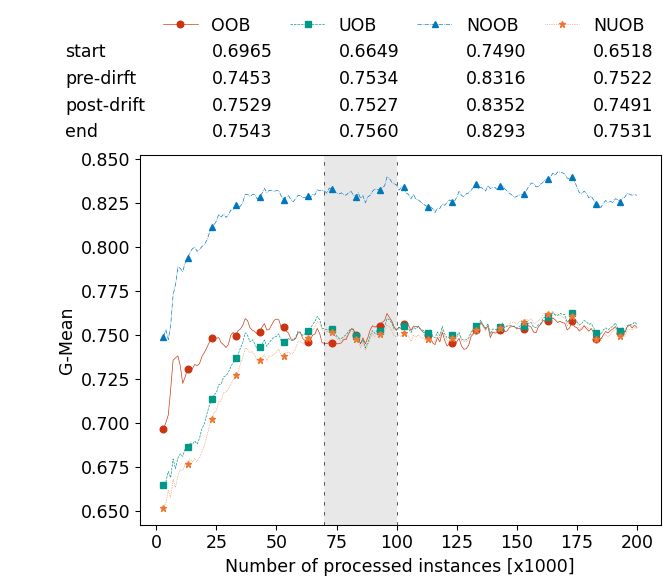 OOB UOB NOOB NUOB
start 0.6965 0.6649 0.7490 0.6518
pre-dirft 0.7453 0.7534 0.8316 0.7522
post-drift 0.7529 0.7527 0.8352 0.7491
end 0.7543 0.7560 0.8293 0.7531
0.850
0.825
0.800
0.775
0.750
0.725
0.700
0.675
0.650
G-Mean
0 25 50 75 100 125 150 175 200
Number of processed instances [x1000]